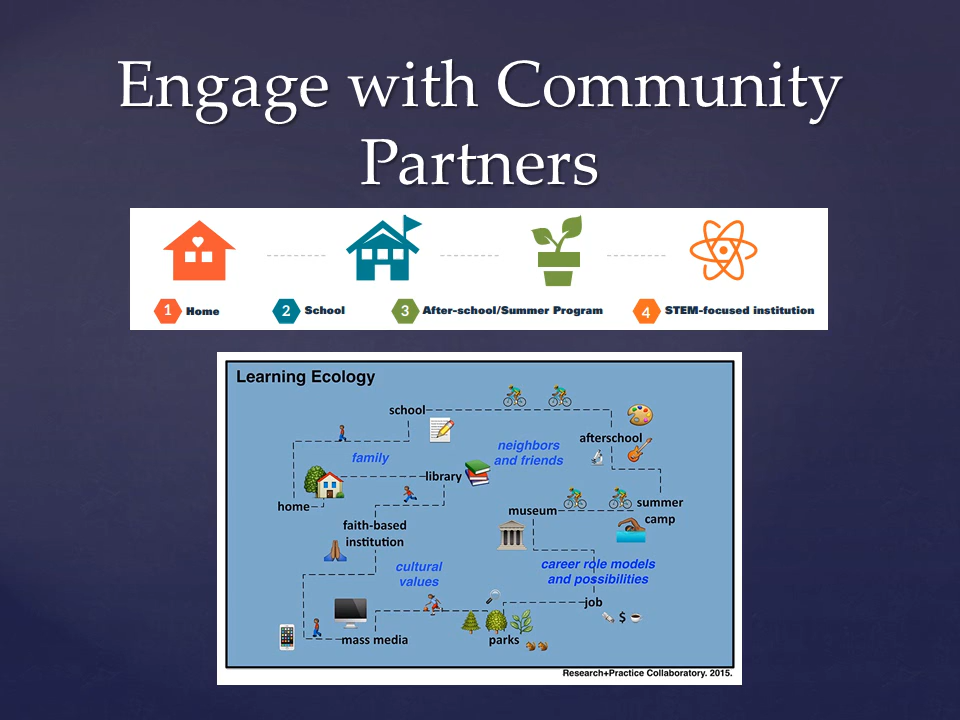 Engage with Community
Partners
1 Home
2 School
3 After-school/Summer Program
4 STEM-focused institution
Learning Ecology
school
afterschool
neighbors
and friends
family
library
home
summer
camp
museum
faith-based
institution
cultural
values
career role models
and possibilities
job
$
mass media
parks
Research+Practice Collaboratory. 2015.